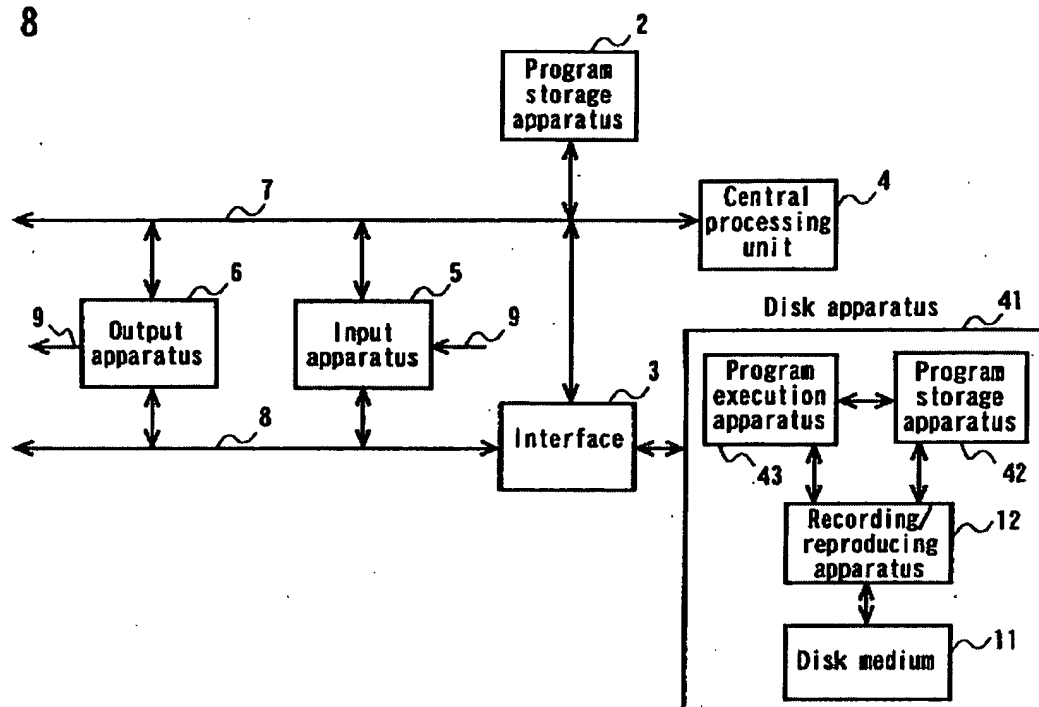 8
2
Program
storage
apparatus
7
Central
processing
unit
4
6
5
9
Output
apparatus
Input
apparatus
9
Disk apparatus
41
3
Program
execution
apparatus
Program
storage
apparatus
8
Interface
43
42
Recording/
reproducing
apparatus
12
Disk medium
11